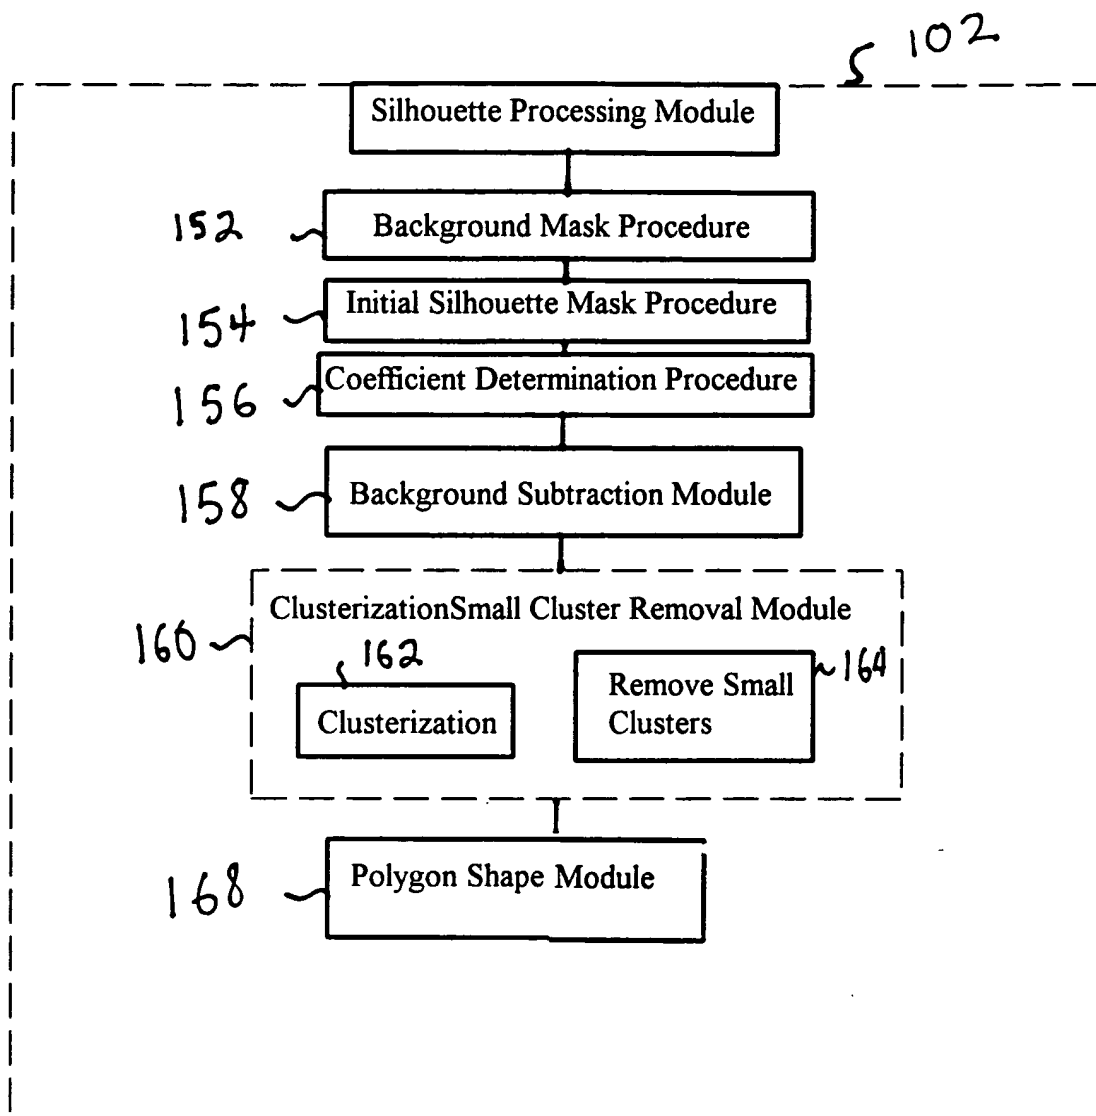 102
Silhouette Processing Module
152
Background Mask Procedure
154
Initial Silhouette Mask Procedure
156
Coefficient Determination Procedure
158
Background Subtraction Module
160
ClusterizationSmall Cluster Removal Module
162
Clusterization
164
Remove Small
Clusters
168
Polygon Shape Module